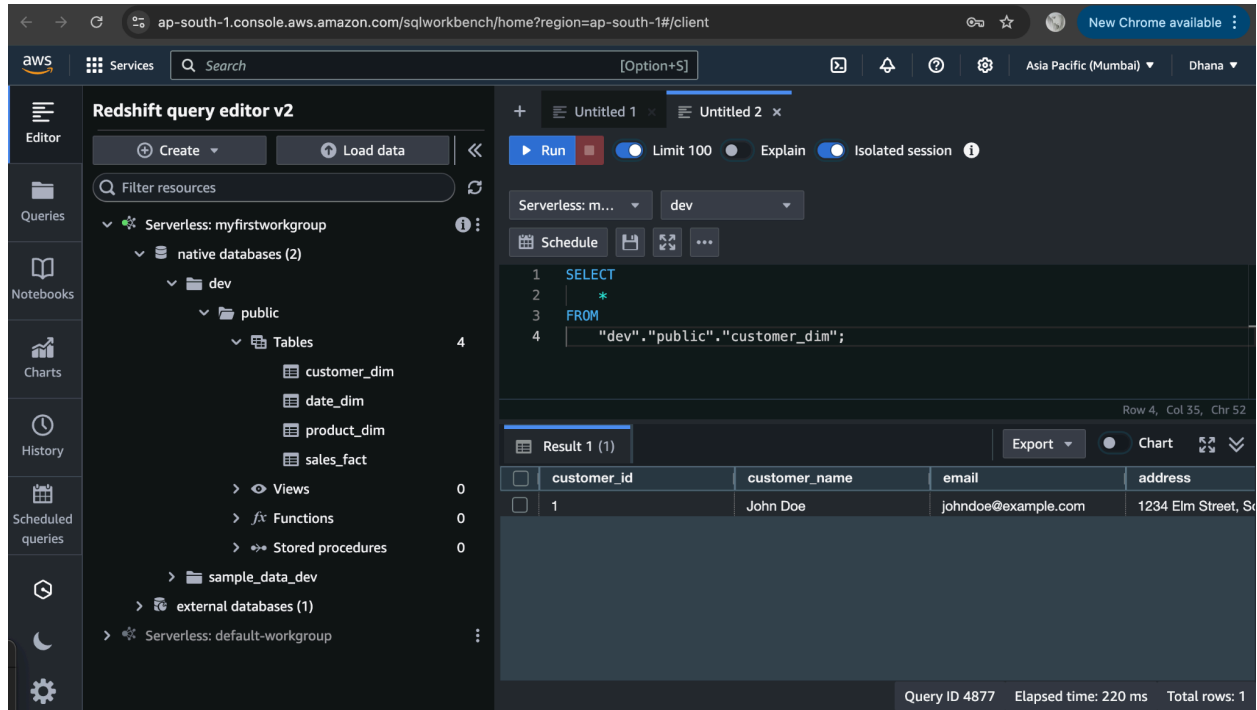 ap-south-1.console.aws.amazon.com/sqlworkbench/home?region=ap-south-1#/client
New Chrome available
aws
Services
Search
[Option+S]
Asia Pacific (Mumbai)
Dhana
Editor
Queries
Notebooks
Charts
History
Scheduled
queries
Redshift query editor v2
Create
Load data
Filter resources
Serverless: myfirstworkgroup
native databases (2)
dev
public
Tables 4
customer_dim
date_dim
product_dim
sales_fact
Views 0
fx Functions 0
Stored procedures 0
sample_data_dev
external databases (1)
Serverless: default-workgroup
+ Untitled 1 × Untitled 2 ×
Run Limit 100 Explain Isolated session
Serverless: m... dev
Schedule
1 SELECT
2 *
3 FROM
4 "dev"."public"."customer_dim";
Row 4, Col 35, Chr 52
Result 1 (1)
Export Chart
customer_id customer_name email address
1 John Doe johndoe@example.com 1234 Elm Street,
Query ID 4877 Elapsed time: 220 ms Total rows: 1